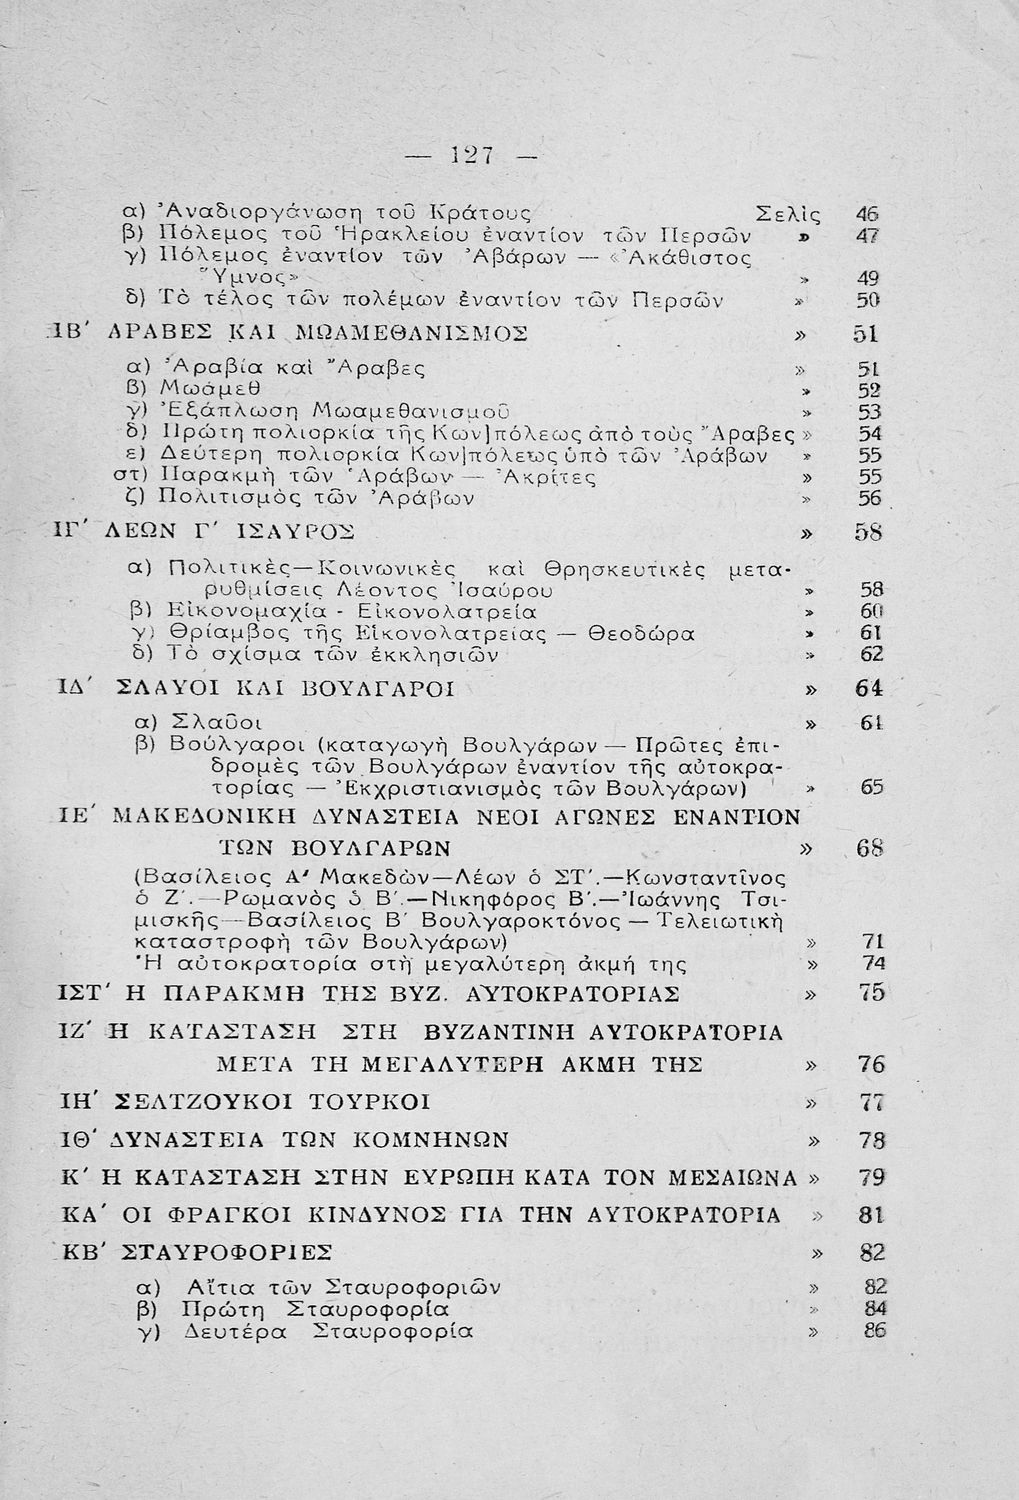 — 127 —
α) Ἀναδιοργάνωση τοῦ Κράτους Σελὶς 46
β) Πόλεμος τοῦ Ἡρακλείου ἐναντίον τῶν Περσῶν » 47
γ) Πόλεμος ἐναντίον τῶν Ἀβάρων — «Ἀκάθιστος
Ὕμνος» » 49
δ) Τὸ τέλος τῶν πολέμων ἐναντίον τῶν Περσῶν » 50
ΙΒ΄ ΑΡΑΒΕΣ ΚΑΙ ΜΩΑΜΕΘΑΝΙΣΜΟΣ » 51
α) Ἀραβία καὶ Ἄραβες » 51
β) Μωάμεθ » 52
γ) Ἐξάπλωση Μωαμεθανισμοῦ » 53
δ) Πρώτη πολιορκία τῆς Κων)πόλεως ἀπὸ τοὺς Ἄραβες » 54
ε) Δεύτερη πολιορκία Κων)πόλεως ὑπὸ τῶν Ἀράβων » 55
στ) Παρακμὴ τῶν Ἀράβων — Ἀκρίτες » 55
ζ) Πολιτισμὸς τῶν Ἀράβων » 56
ΙΓ΄ ΛΕΩΝ Γ΄ ΙΣΑΥΡΟΣ » 58
α) Πολιτικὲς—Κοινωνικὲς καὶ Θρησκευτικὲς μετα-
ρυθμίσεις Λέοντος Ἰσαύρου » 58
β) Εἰκονομαχία - Εἰκονολατρεία » 60
γ) Θρίαμβος τῆς Εἰκονολατρείας — Θεοδώρα » 61
δ) Τὸ σχίσμα τῶν ἐκκλησιῶν » 62
ΙΔ΄ ΣΛΑΥΟΙ ΚΑΙ ΒΟΥΛΓΑΡΟΙ » 64
α) Σλαῦοι » 64
β) Βούλγαροι (καταγωγὴ Βουλγάρων — Πρῶτες ἐπι-
δρομὲς τῶν Βουλγάρων ἐναντίον τῆς αὐτοκρα-
τορίας — Ἐκχριστιανισμὸς τῶν Βουλγάρων) » 65
ΙΕ΄ ΜΑΚΕΔΟΝΙΚΗ ΔΥΝΑΣΤΕΙΑ ΝΕΟΙ ΑΓΩΝΕΣ ΕΝΑΝΤΙΟΝ
ΤΩΝ ΒΟΥΛΓΑΡΩΝ » 68
(Βασίλειος Α΄ Μακεδὼν—Λέων ὁ ΣΤ΄.—Κωνσταντῖνος
ὁ Ζ΄.—Ρωμανὸς ὁ Β΄.—Νικηφόρος Β΄.—Ἰωάννης Τσι-
μισκῆς—Βασίλειος Β΄ Βουλγαροκτόνος — Τελειωτικὴ
καταστροφὴ τῶν Βουλγάρων) » 71
Ἡ αὐτοκρατορία στὴ μεγαλύτερη ἀκμή της » 74
ΙΣΤ΄ Η ΠΑΡΑΚΜΗ ΤΗΣ ΒΥΖ. ΑΥΤΟΚΡΑΤΟΡΙΑΣ » 75
ΙΖ΄ Η ΚΑΤΑΣΤΑΣΗ ΣΤΗ ΒΥΖΑΝΤΙΝΗ ΑΥΤΟΚΡΑΤΟΡΙΑ
ΜΕΤΑ ΤΗ ΜΕΓΑΛΥΤΕΡΗ ΑΚΜΗ ΤΗΣ » 76
ΙΗ΄ ΣΕΛΤΖΟΥΚΟΙ ΤΟΥΡΚΟΙ » 77
ΙΘ΄ ΔΥΝΑΣΤΕΙΑ ΤΩΝ ΚΟΜΝΗΝΩΝ » 78
Κ΄ Η ΚΑΤΑΣΤΑΣΗ ΣΤΗΝ ΕΥΡΩΠΗ ΚΑΤΑ ΤΟΝ ΜΕΣΑΙΩΝΑ » 79
ΚΑ΄ ΟΙ ΦΡΑΓΚΟΙ ΚΙΝΔΥΝΟΣ ΓΙΑ ΤΗΝ ΑΥΤΟΚΡΑΤΟΡΙΑ » 81
ΚΒ΄ ΣΤΑΥΡΟΦΟΡΙΕΣ » 82
α) Αἴτια τῶν Σταυροφοριῶν » 82
β) Πρώτη Σταυροφορία » 84
γ) Δευτέρα Σταυροφορία » 86